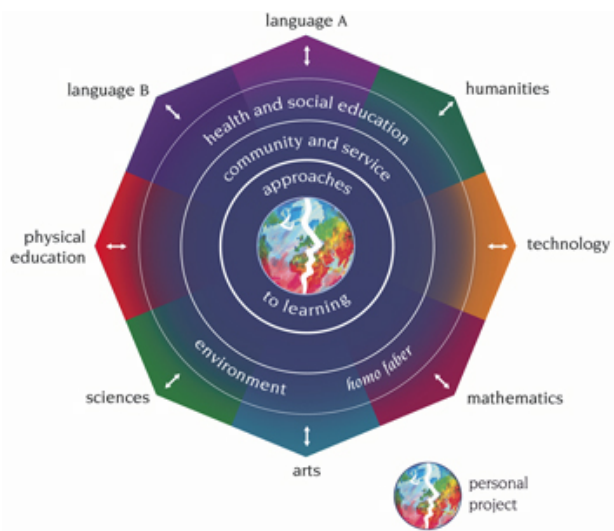 language A
language B
humanities
health and social education
community and service
approaches
physical
education
technology
to learning
environment
homo faber
sciences
mathematics
arts
personal
project